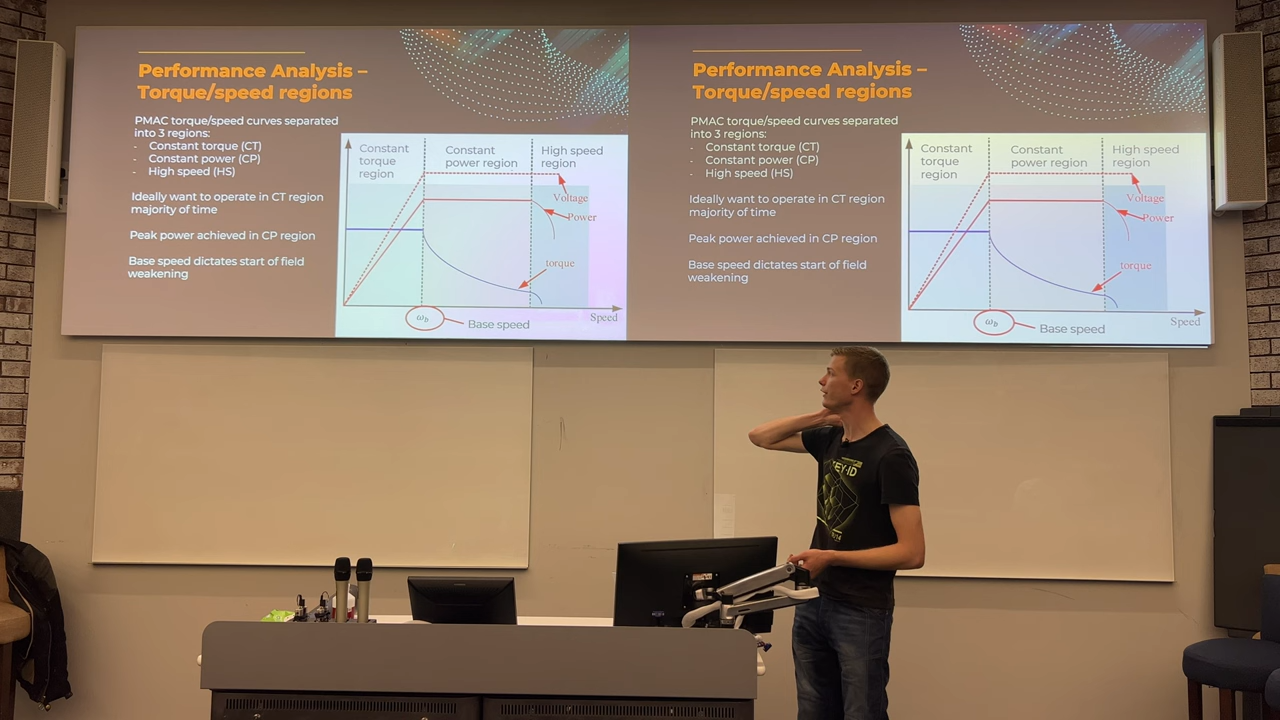 Performance Analysis –
Torque/speed regions
PMAC torque/speed curves separated
into 3 regions:
- Constant torque (CT)
- Constant power (CP)
- High speed (HS)
Ideally want to operate in CT region
majority of time
Peak power achieved in CP region
Base speed dictates start of field
weakening
Constant
torque
region
Constant
power region
High speed
region
Voltage
Power
torque
ωb
Base speed
Speed
Performance Analysis –
Torque/speed regions
PMAC torque/speed curves separated
into 3 regions:
- Constant torque (CT)
- Constant power (CP)
- High speed (HS)
Ideally want to operate in CT region
majority of time
Peak power achieved in CP region
Base speed dictates start of field
weakening
Constant
torque
region
Constant
power region
High speed
region
Voltage
Power
torque
ωb
Base speed
Speed